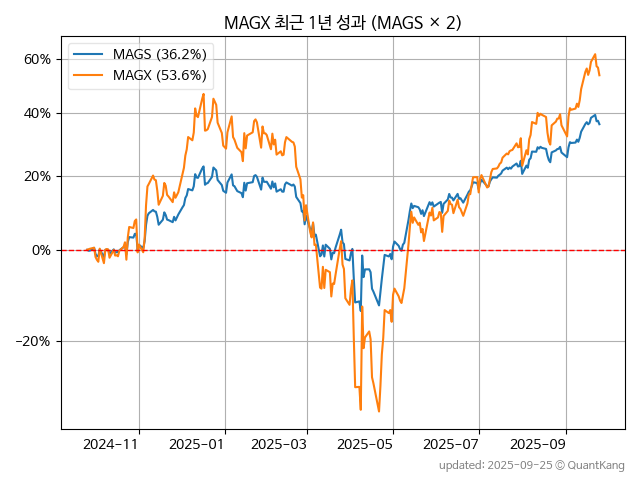 MAGX 최근 1년 성과 (MAGS × 2)
MAGS (36.2%)
MAGX (53.6%)
60%
40%
20%
0%
−20%
2024−11
2025−01
2025−03
2025−05
2025−07
2025−09
updated: 2025−09−25 ⓒ QuantKang